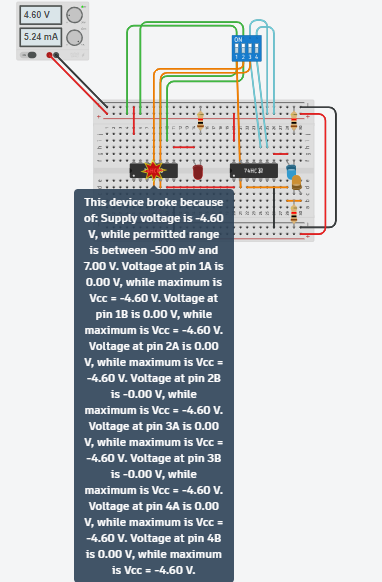 4.60 V
5.24 mA
ON
1 2 3 4
This device broke because
of: Supply voltage is -4.60
V, while permitted range
is between -500 mV and
7.00 V. Voltage at pin 1A is
0.00 V, while maximum is
Vcc = -4.60 V. Voltage at
pin 1B is 0.00 V, while
maximum is Vcc = -4.60 V.
Voltage at pin 2A is 0.00
V, while maximum is Vcc =
-4.60 V. Voltage at pin 2B
is -0.00 V, while
maximum is Vcc = -4.60 V.
Voltage at pin 3A is 0.00
V, while maximum is Vcc =
-4.60 V. Voltage at pin 3B
is -0.00 V, while
maximum is Vcc = -4.60 V.
Voltage at pin 4A is 0.00
V, while maximum is Vcc =
-4.60 V. Voltage at pin 4B
is 0.00 V, while maximum
is Vcc = -4.60 V.